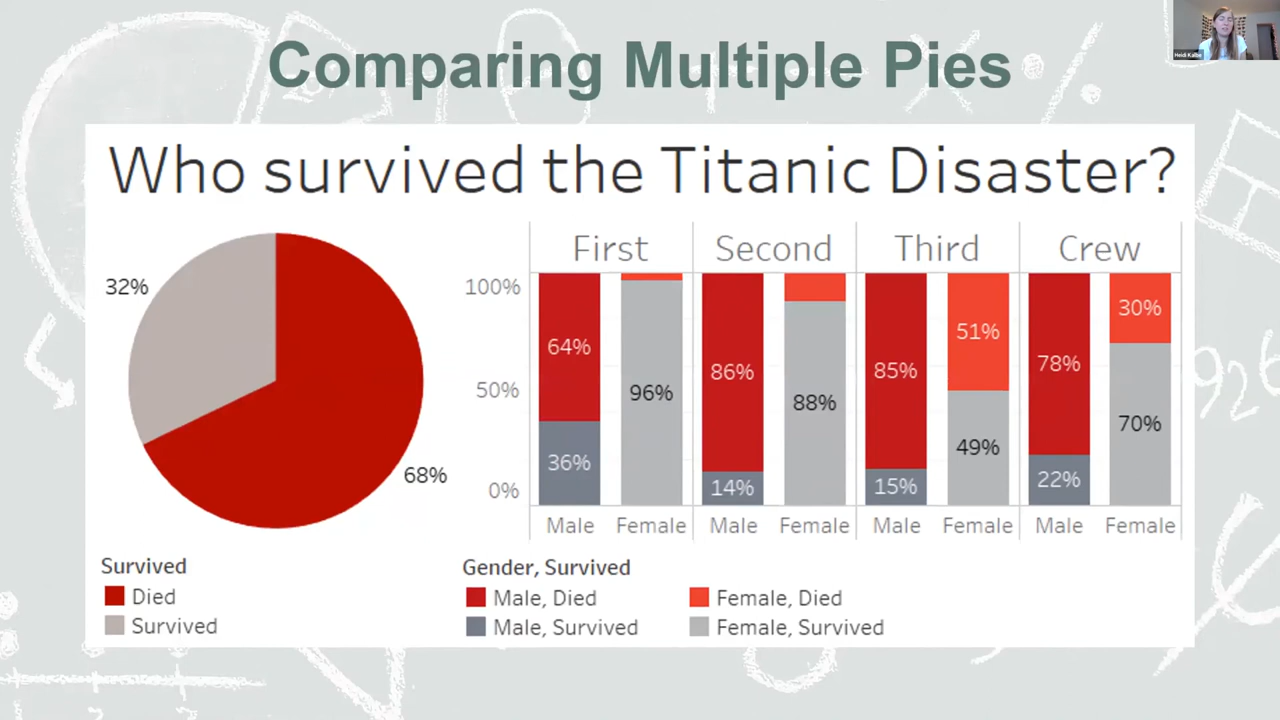 Comparing Multiple Pies
Who survived the Titanic Disaster?
32%
68%
Survived
Died
Survived
First Second Third Crew
100%
50%
0%
64%
36%
96%
86%
14%
88%
85%
15%
51%
49%
78%
22%
30%
70%
Male Female Male Female Male Female Male Female
Gender, Survived
Male, Died Female, Died
Male, Survived Female, Survived
926
Heidi